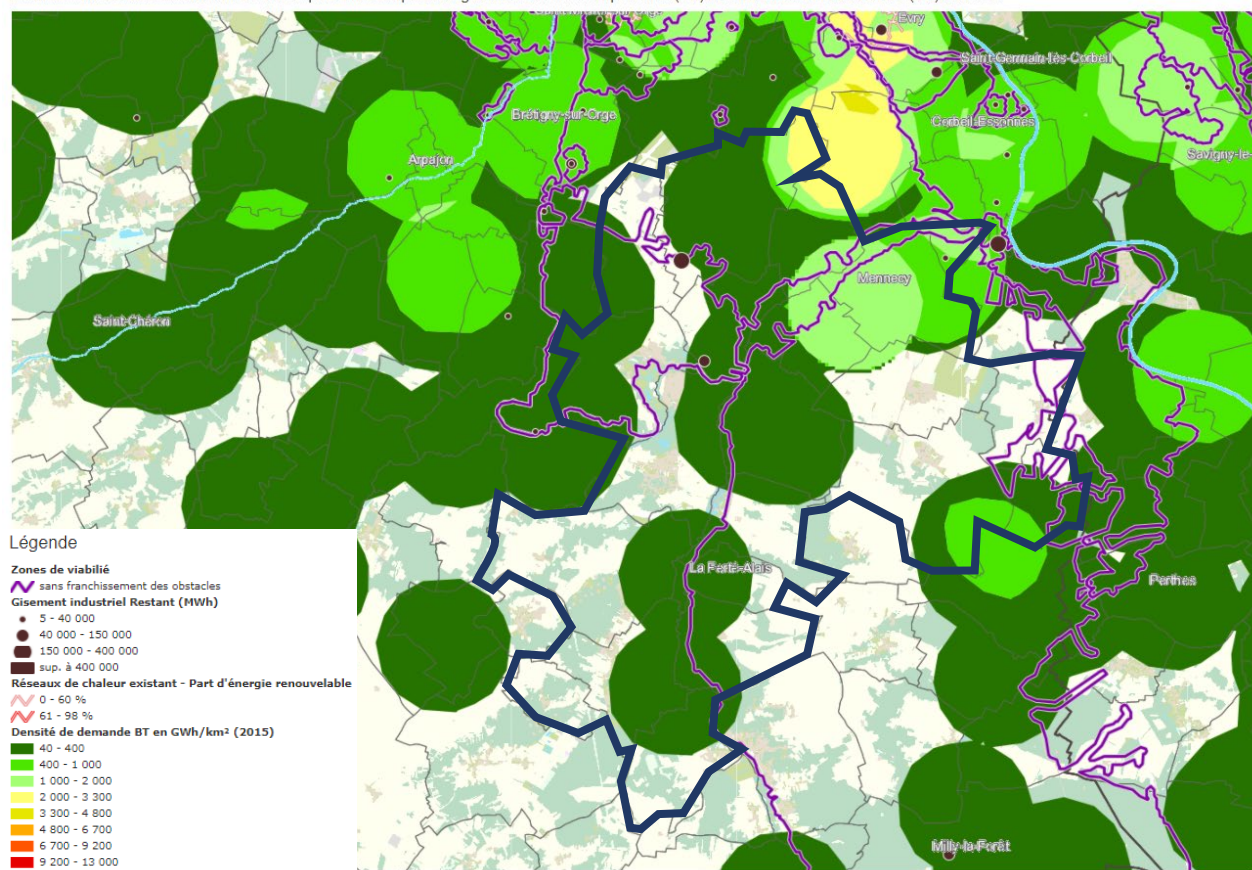 Evry
Saint-Germain-lès-Corbeil
Brétigny-sur-Orge
Corbeil-Essonnes
Arpajon
Savigny-le-
Mennecy
Saint-Chéron
La Ferté-Alais
Perthes
Milly-la-Forêt
Légende
Zones de viabilié
sans franchissement des obstacles
Gisement industriel Restant (MWh)
5 - 40 000
40 000 - 150 000
150 000 - 400 000
sup. à 400 000
Réseaux de chaleur existant - Part d'énergie renouvelable
0 - 60 %
61 - 98 %
Densité de demande BT en GWh/km² (2015)
40 - 400
400 - 1 000
1 000 - 2 000
2 000 - 3 300
3 300 - 4 800
4 800 - 6 700
6 700 - 9 200
9 200 - 13 000